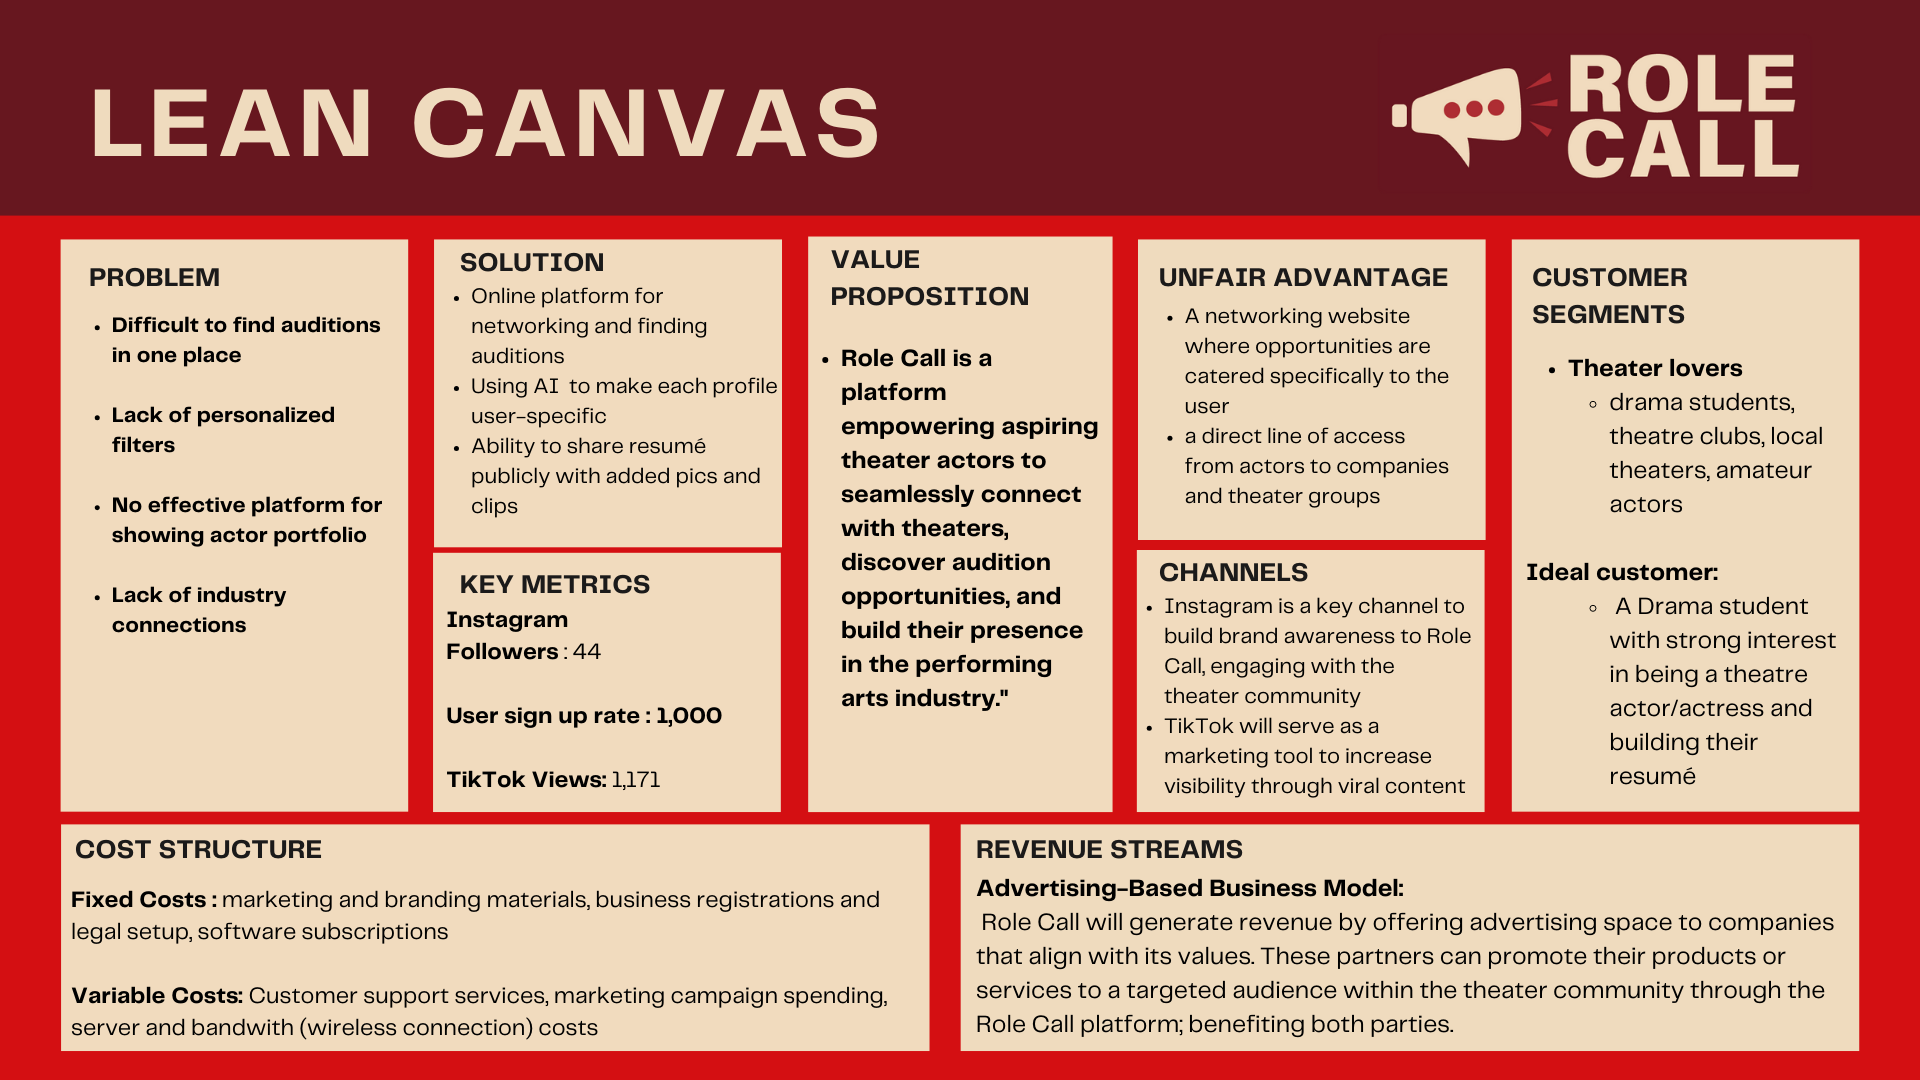 LEAN CANVAS
ROLE
CALL
PROBLEM
• Difficult to find auditions
in one place
• Lack of personalized
filters
• No effective platform for
showing actor portfolio
• Lack of industry
connections
SOLUTION
• Online platform for
networking and finding
auditions
• Using AI to make each profile
user-specific
• Ability to share resumé
publicly with added pics and
clips
KEY METRICS
Instagram
Followers : 44
User sign up rate : 1,000
TikTok Views: 1,171
VALUE
PROPOSITION
• Role Call is a
platform
empowering aspiring
theater actors to
seamlessly connect
with theaters,
discover audition
opportunities, and
build their presence
in the performing
arts industry."
UNFAIR ADVANTAGE
• A networking website
where opportunities are
catered specifically to the
user
• a direct line of access
from actors to companies
and theater groups
CHANNELS
• Instagram is a key channel to
build brand awareness to Role
Call, engaging with the
theater community
• TikTok will serve as a
marketing tool to increase
visibility through viral content
CUSTOMER
SEGMENTS
• Theater lovers
◦ drama students,
theatre clubs, local
theaters, amateur
actors
Ideal customer:
◦ A Drama student
with strong interest
in being a theatre
actor/actress and
building their
resumé
COST STRUCTURE
Fixed Costs : marketing and branding materials, business registrations and
legal setup, software subscriptions
Variable Costs: Customer support services, marketing campaign spending,
server and bandwith (wireless connection) costs
REVENUE STREAMS
Advertising-Based Business Model:
Role Call will generate revenue by offering advertising space to companies
that align with its values. These partners can promote their products or
services to a targeted audience within the theater community through the
Role Call platform; benefiting both parties.